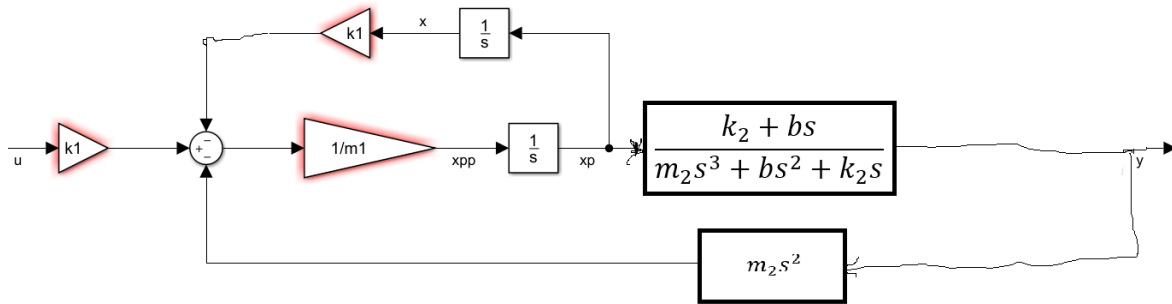 k1
x
1
s
u
k1
+
−
−
1/m1
xpp
1
s
xp
k₂ + bs
m₂s³ + bs² + k₂s
y
m₂s²